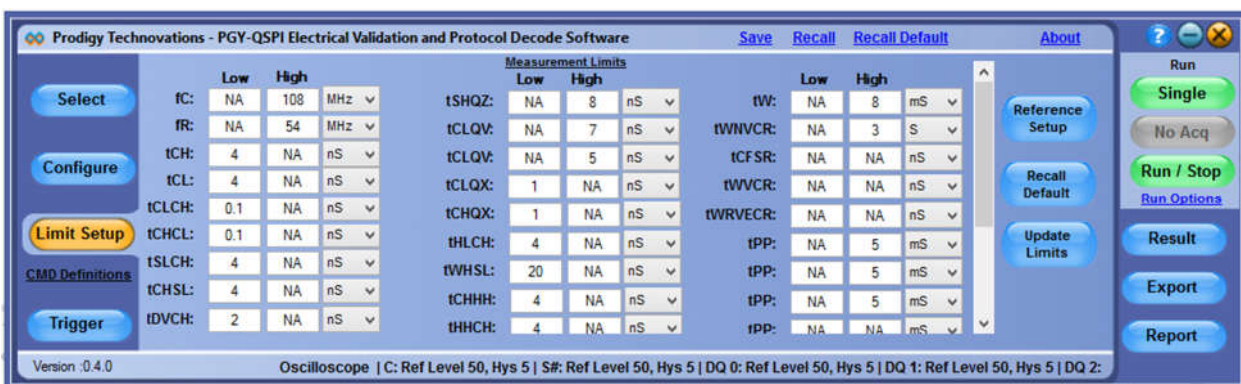 Prodigy Technovations - PGY-QSPI Electrical Validation and Protocol Decode Software Save Recall Recall Default About ?
Select
Configure
Limit Setup
CMD Definitions
Trigger
Measurement Limits
Low High
fC: NA 108 MHz
fR: NA 54 MHz
tCH: 4 NA nS
tCL: 4 NA nS
tCLCH: 0.1 NA nS
tCHCL: 0.1 NA nS
tSLCH: 4 NA nS
tCHSL: 4 NA nS
tDVCH: 2 NA nS
Low High
tSHQZ: NA 8 nS
tCLQV: NA 7 nS
tCLQV: NA 5 nS
tCLQX: 1 NA nS
tCHQX: 1 NA nS
tHLCH: 4 NA nS
tWHSL: 20 NA nS
tCHHH: 4 NA nS
tHHCH: 4 NA nS
Low High
tW: NA 8 mS
tWNVCR: NA 3 S
tCFSR: NA NA nS
tWVCR: NA NA nS
tWRVECR: NA NA nS
tPP: NA 5 mS
tPP: NA 5 mS
tPP: NA 5 mS
tPP: NA NA mS
Reference Setup
Recall Default
Update Limits
Run
Single
No Acq
Run / Stop
Run Options
Result
Export
Report
Version :0.4.0
Oscilloscope | C: Ref Level 50, Hys 5 | S#: Ref Level 50, Hys 5 | DQ 0: Ref Level 50, Hys 5 | DQ 1: Ref Level 50, Hys 5 | DQ 2: